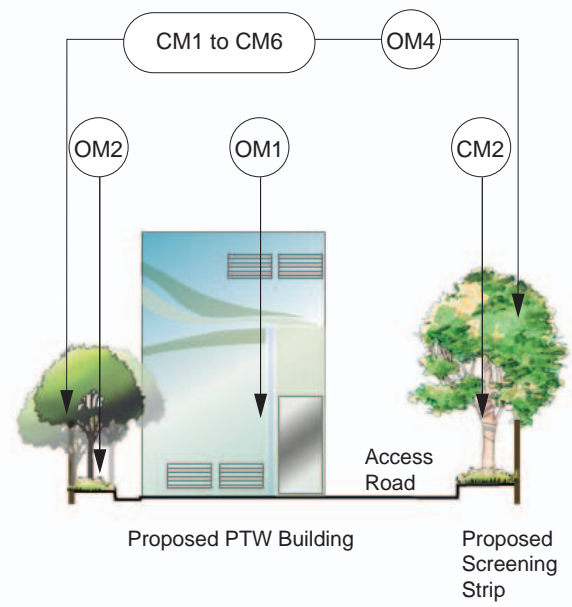 CM1 to CM6
OM4
OM2
OM1
CM2
Access
Road
Proposed PTW Building
Proposed
Screening
Strip